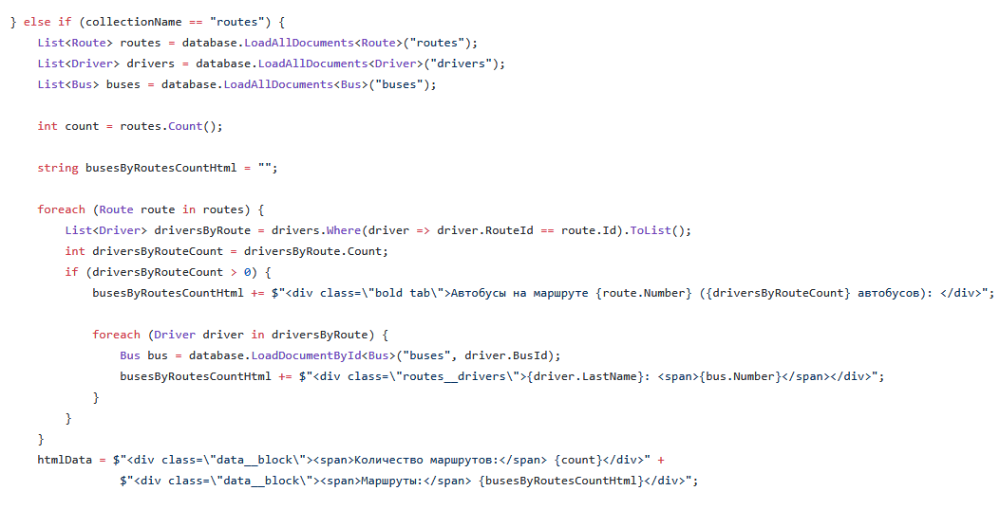 } else if (collectionName == "routes") {
    List<Route> routes = database.LoadAllDocuments<Route>("routes");
    List<Driver> drivers = database.LoadAllDocuments<Driver>("drivers");
    List<Bus> buses = database.LoadAllDocuments<Bus>("buses");

    int count = routes.Count();

    string busesByRoutesCountHtml = "";

    foreach (Route route in routes) {
        List<Driver> driversByRoute = drivers.Where(driver => driver.RouteId == route.Id).ToList();
        int driversByRouteCount = driversByRoute.Count;
        if (driversByRouteCount > 0) {
            busesByRoutesCountHtml += $"<div class=\"bold tab\">Автобусы на маршруте {route.Number} ({driversByRouteCount} автобусов): </div>";

            foreach (Driver driver in driversByRoute) {
                Bus bus = database.LoadDocumentById<Bus>("buses", driver.BusId);
                busesByRoutesCountHtml += $"<div class=\"routes__drivers\">{driver.LastName}: <span>{bus.Number}</span></div>";
            }
        }
    }
    htmlData = $"<div class=\"data__block\"><span>Количество маршрутов:</span> {count}</div>" +
                $"<div class=\"data__block\"><span>Маршруты:</span> {busesByRoutesCountHtml}</div>";